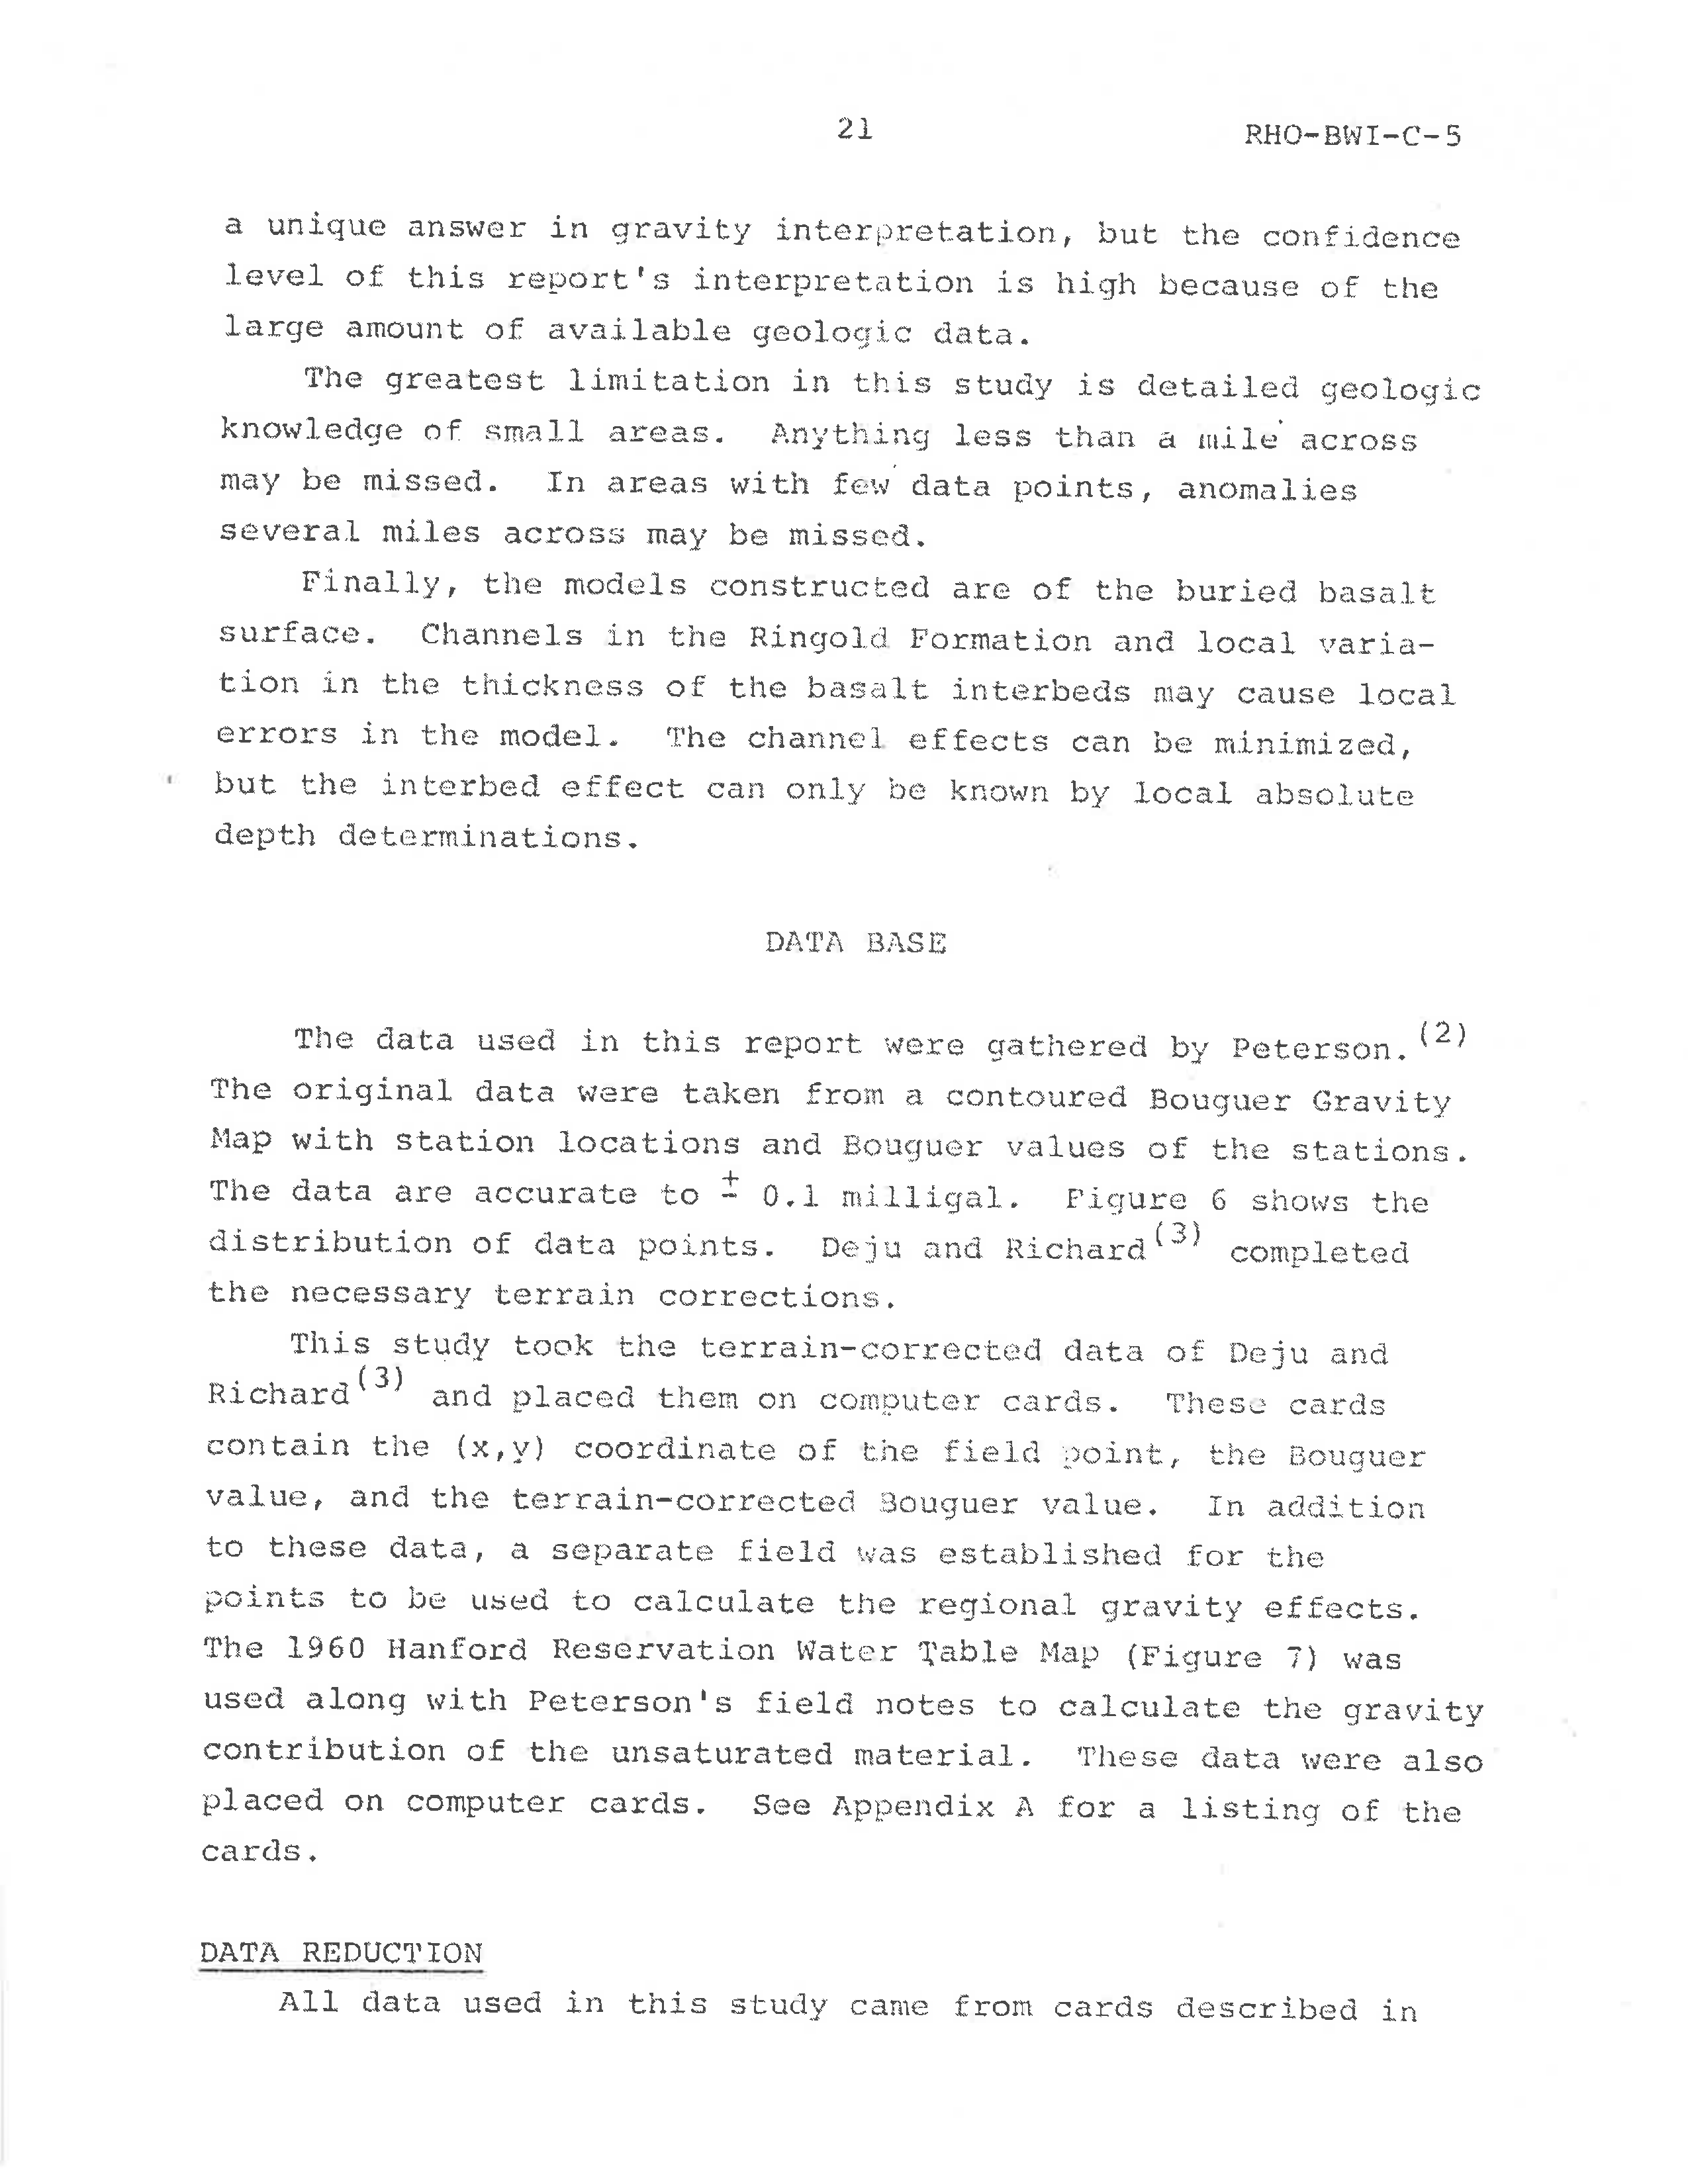 21
RHO-BWI-C-5
a unique answer in gravity interpretation, but the confidence
level of this report's interpretation is high because of the
large amount of available geologic data.
The greatest limitation in this study is detailed geologic
knowledge of small areas. Anything less than a mile across
may be missed. In areas with few data points, anomalies
several miles across may be missed.
Finally, the models constructed are of the buried basalt
surface. Channels in the Ringold Formation and local varia-
tion in the thickness of the basalt interbeds may cause local
errors in the model. The channel effects can be minimized,
but the interbed effect can only be known by local absolute
depth determinations.
DATA BASE
The data used in this report were gathered by Peterson.(2)
The original data were taken from a contoured Bouguer Gravity
Map with station locations and Bouguer values of the stations.
The data are accurate to ± 0.1 milligal. Figure 6 shows the
distribution of data points. Deju and Richard(3) completed
the necessary terrain corrections.
This study took the terrain-corrected data of Deju and
Richard(3) and placed them on computer cards. These cards
contain the (x,y) coordinate of the field point, the Bouguer
value, and the terrain-corrected Bouguer value. In addition
to these data, a separate field was established for the
points to be used to calculate the regional gravity effects.
The 1960 Hanford Reservation Water Table Map (Figure 7) was
used along with Peterson's field notes to calculate the gravity
contribution of the unsaturated material. These data were also
placed on computer cards. See Appendix A for a listing of the
cards.
DATA REDUCTION
All data used in this study came from cards described in